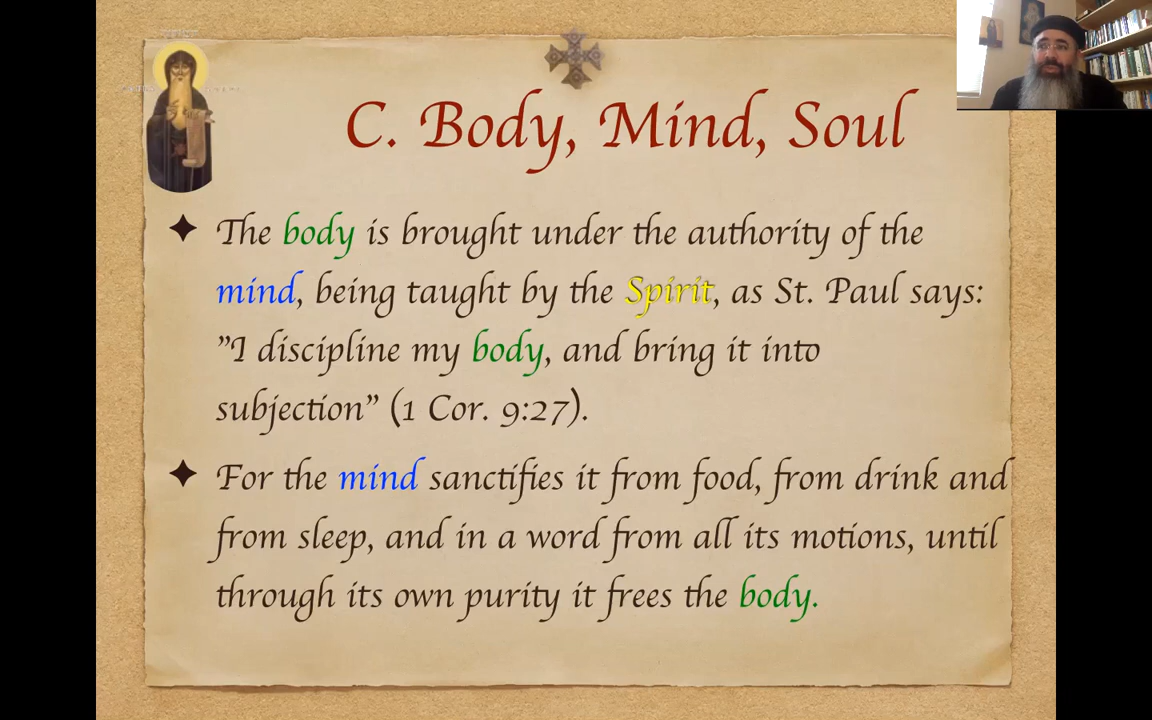 C. Body, Mind, Soul
The body is brought under the authority of the
mind, being taught by the Spirit, as St. Paul says:
"I discipline my body, and bring it into
subjection" (1 Cor. 9:27).
For the mind sanctifies it from food, from drink and
from sleep, and in a word from all its motions, until
through its own purity it frees the body.